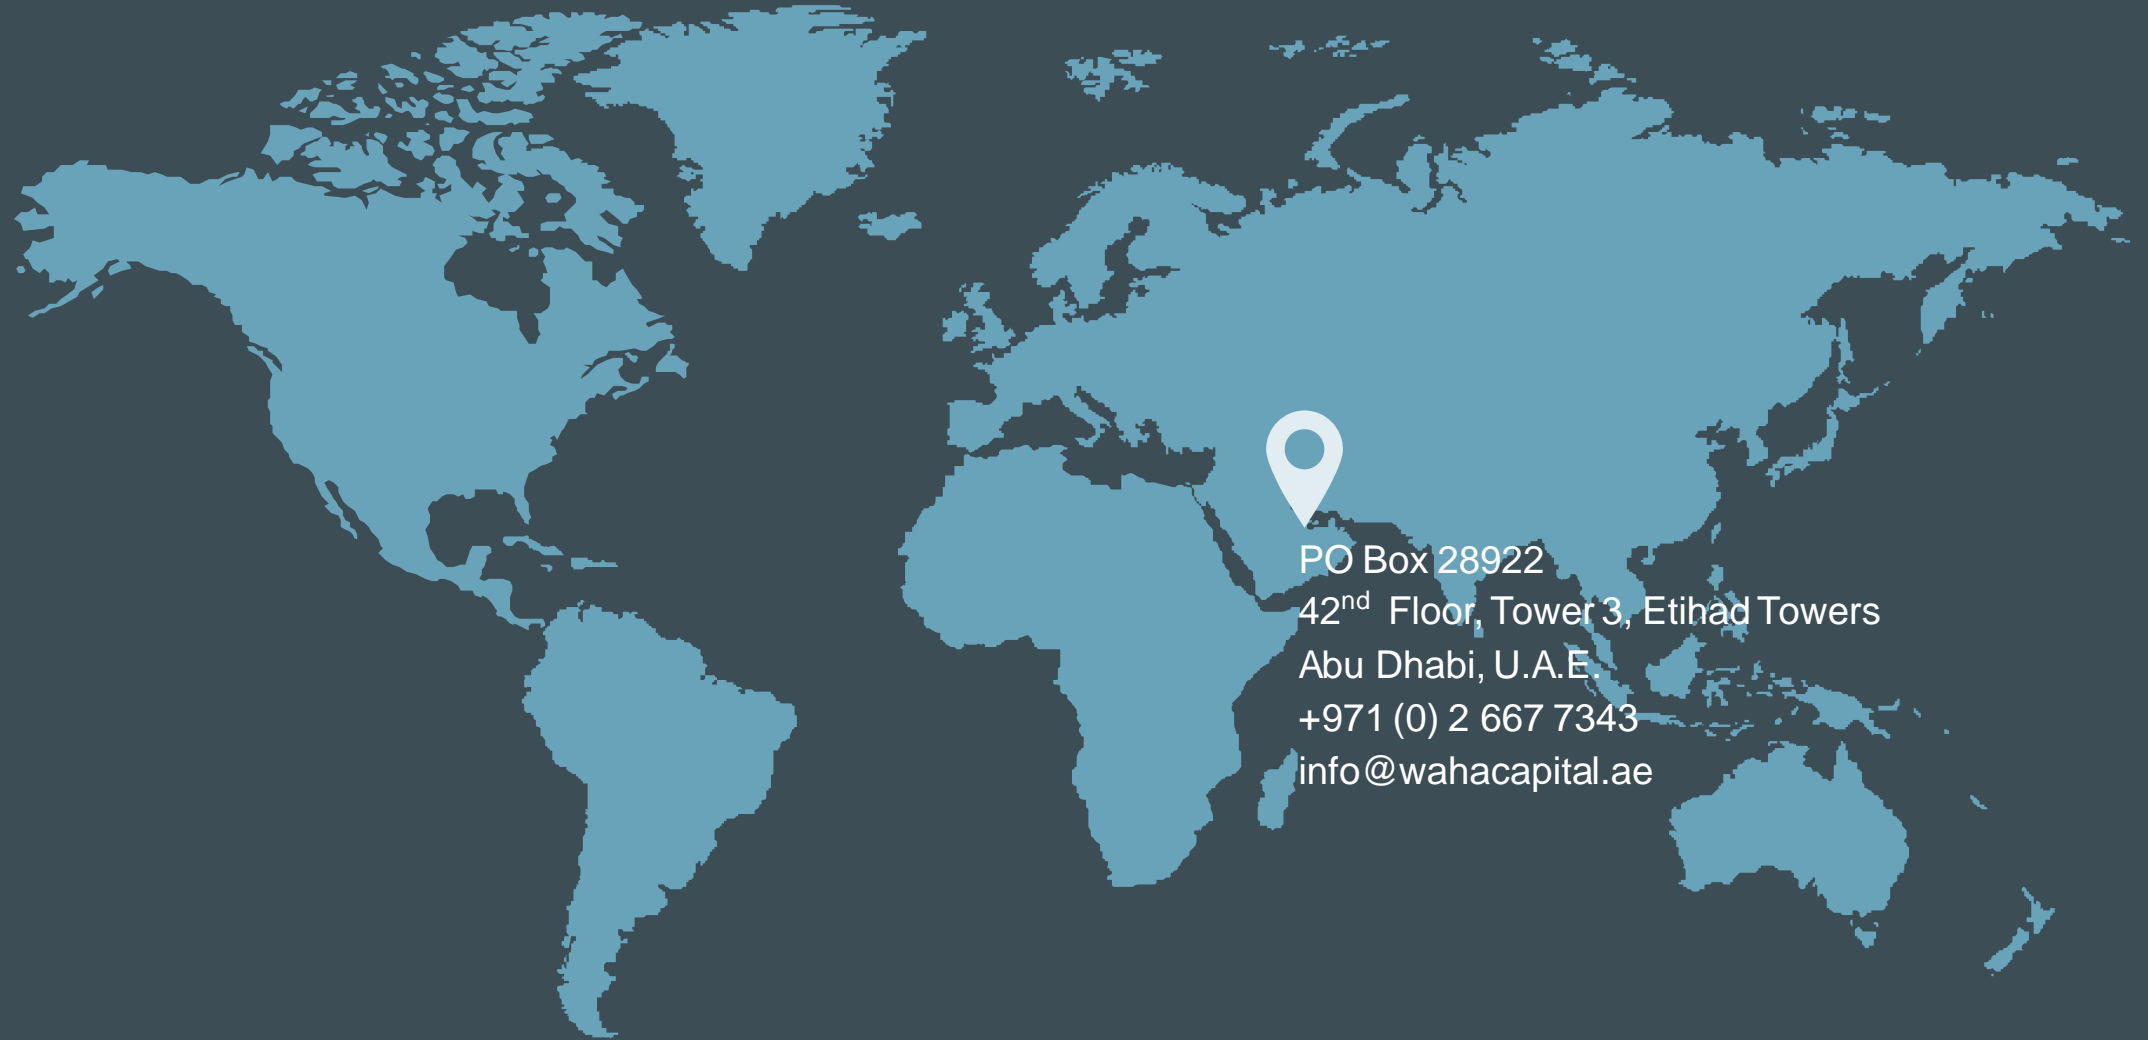 PO Box 28922
42nd Floor, Tower 3, Etihad Towers
Abu Dhabi, U.A.E.
+971 (0) 2 667 7343
info@wahacapital.ae